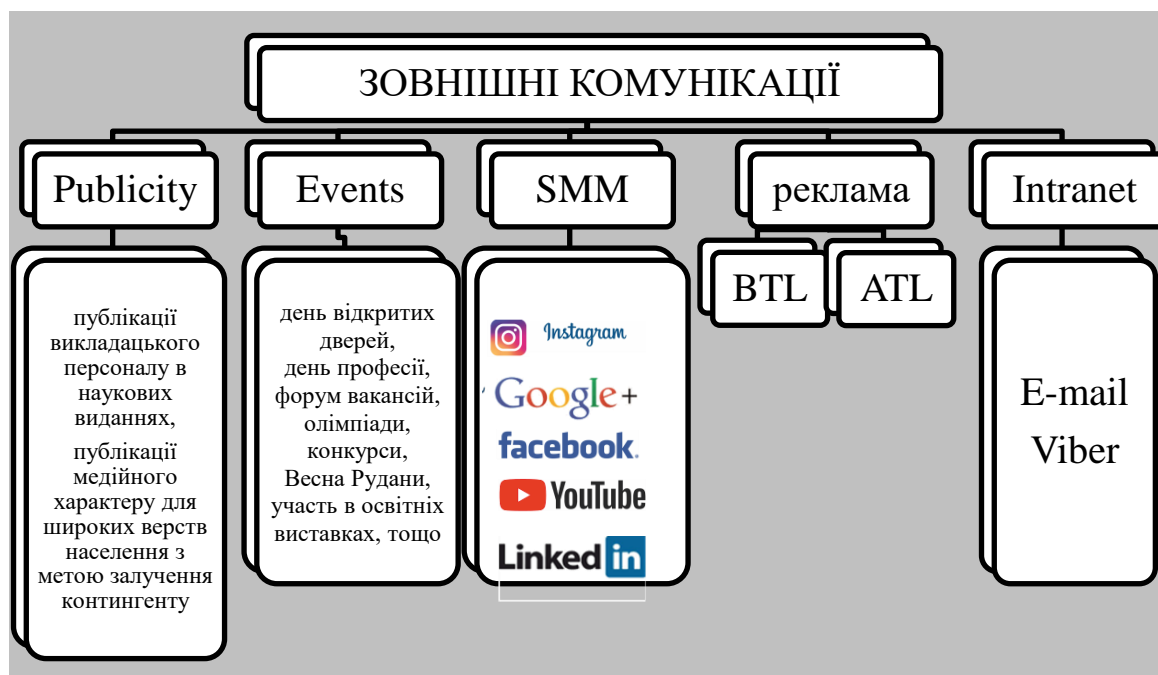 ЗОВНІШНІ КОМУНІКАЦІЇ
Publicity
Events
SMM
реклама
Intranet
публікації
викладацького
персоналу в
наукових
виданнях,
публікації
медійного
характеру для
широких верств
населення з
метою залучення
контингенту
день відкритих
дверей,
день професії,
форум вакансій,
олімпіади,
конкурси,
Весна Рудани,
участь в освітніх
виставках, тощо
Instagram
Google+
facebook.
YouTube
Linked in
BTL
ATL
E-mail
Viber